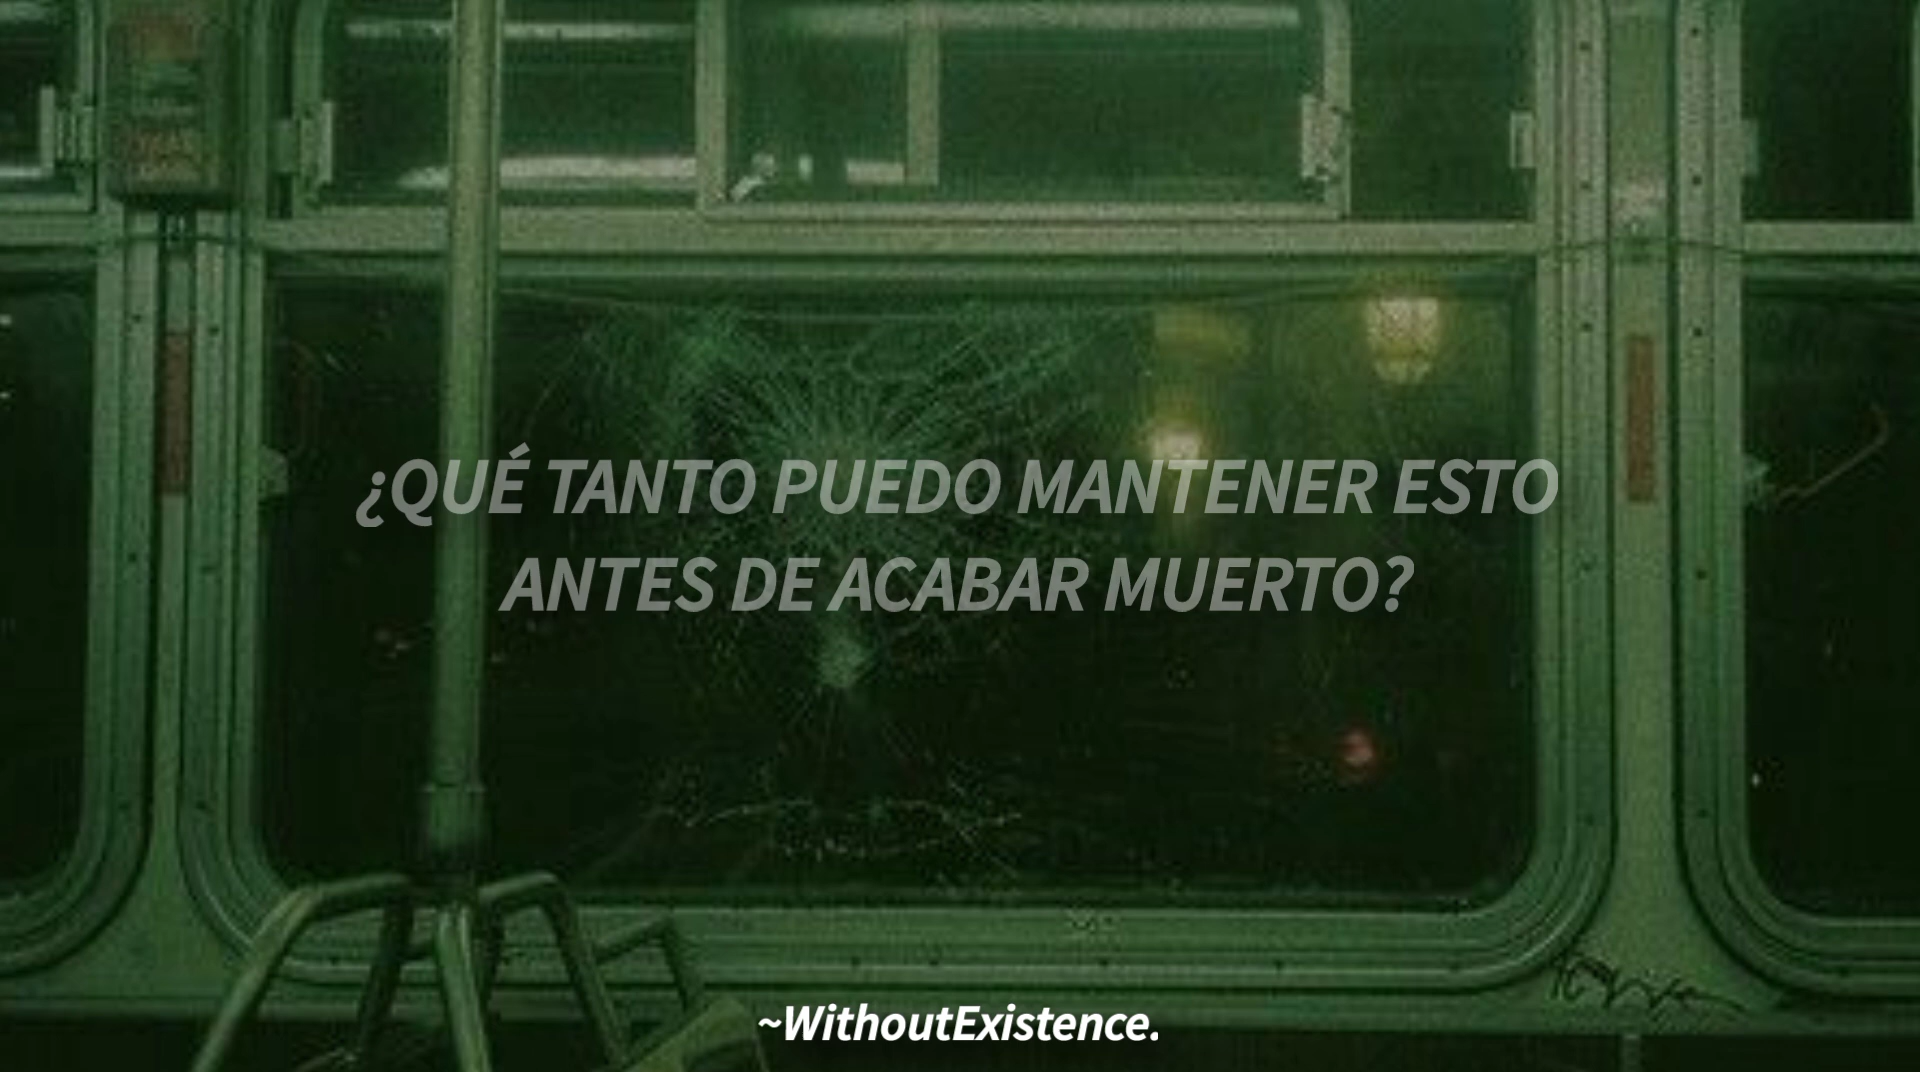 ¿QUÉ TANTO PUEDO MANTENER ESTO
ANTES DE ACABAR MUERTO?
~WithoutExistence.